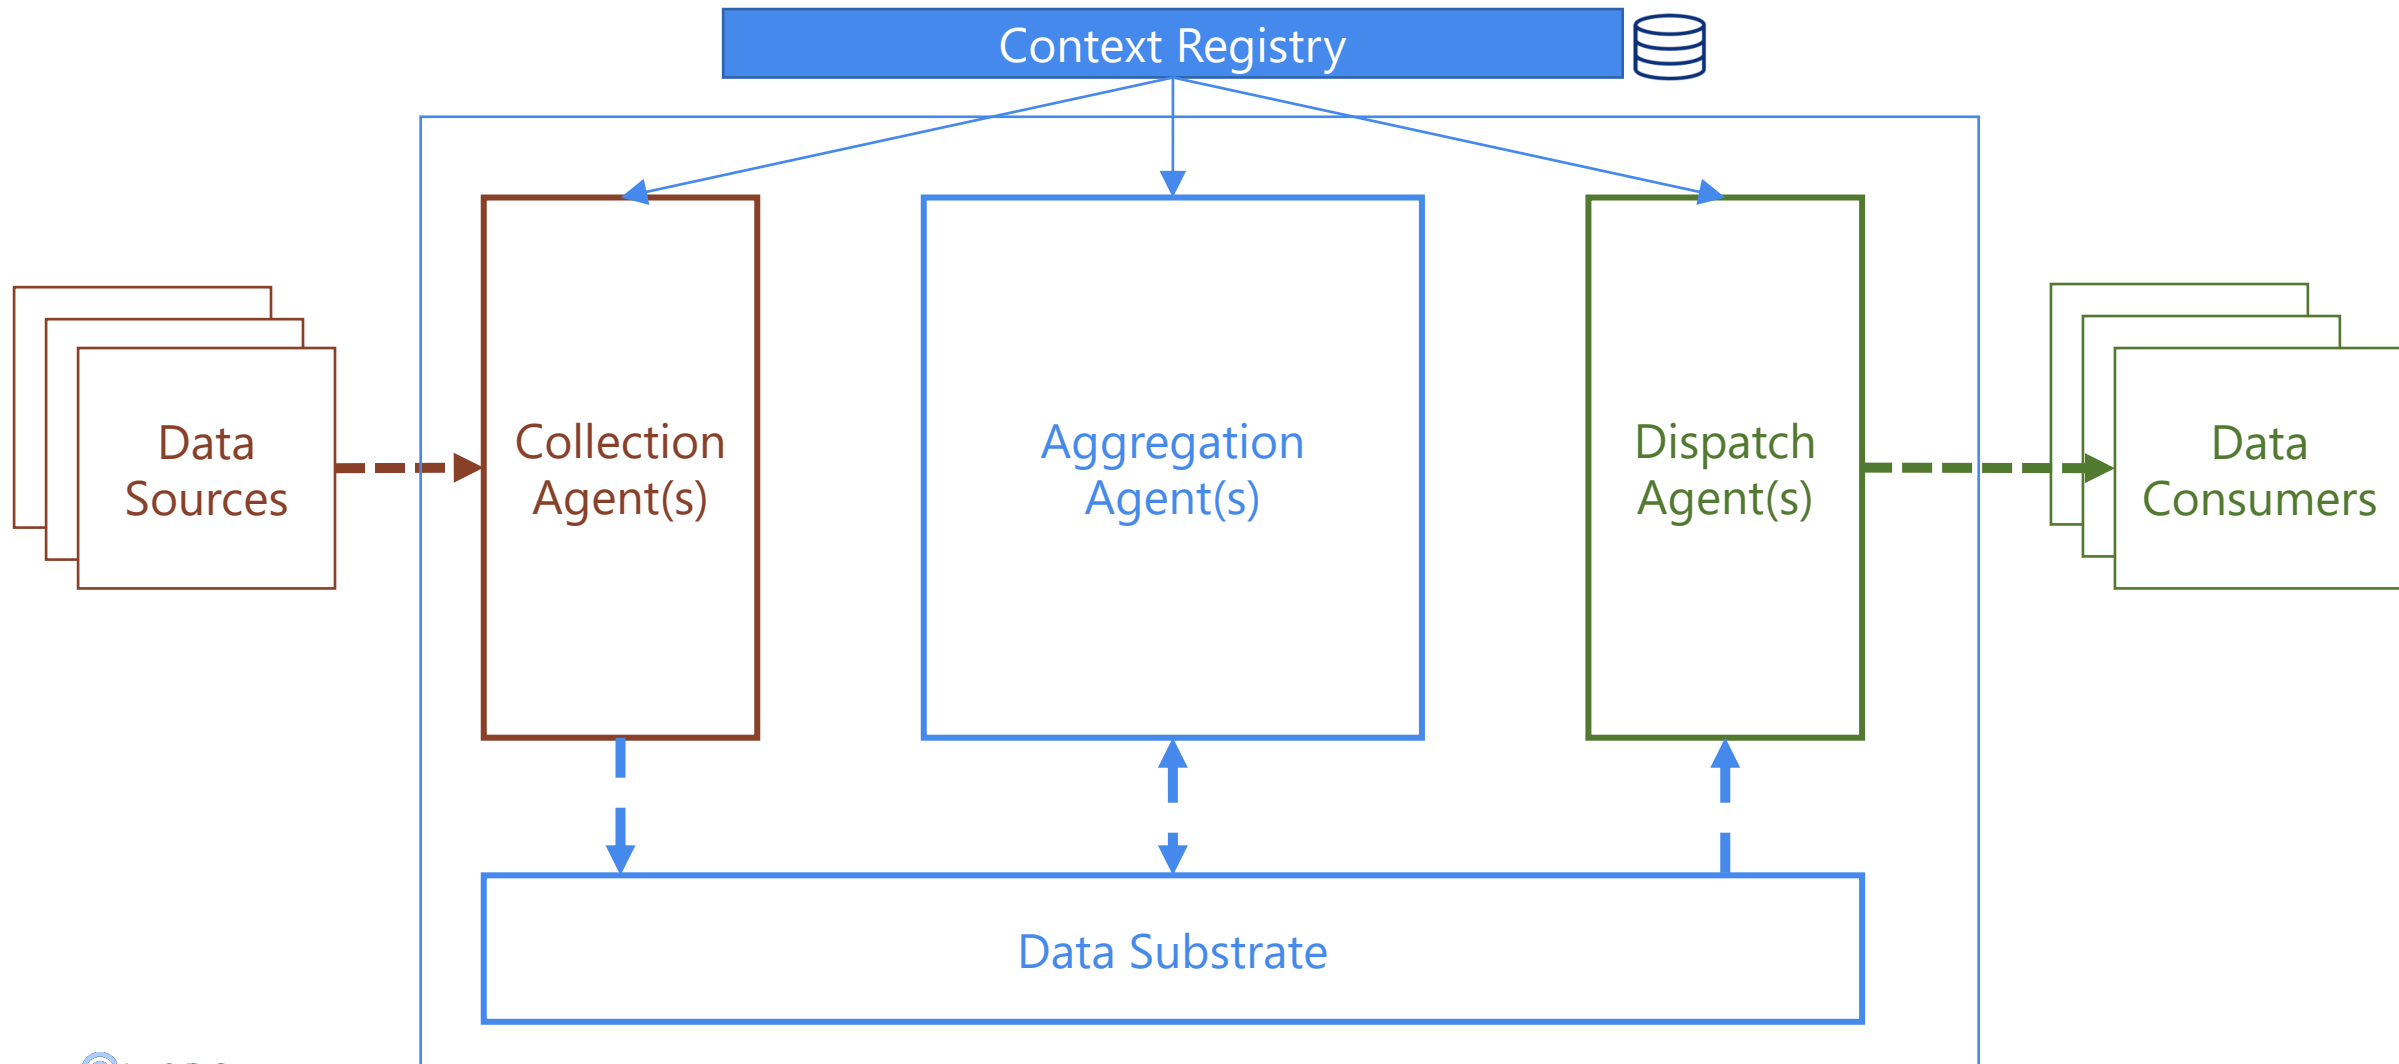 Context Registry
Data
Sources
Collection
Agent(s)
Aggregation
Agent(s)
Dispatch
Agent(s)
Data
Consumers
Data Substrate